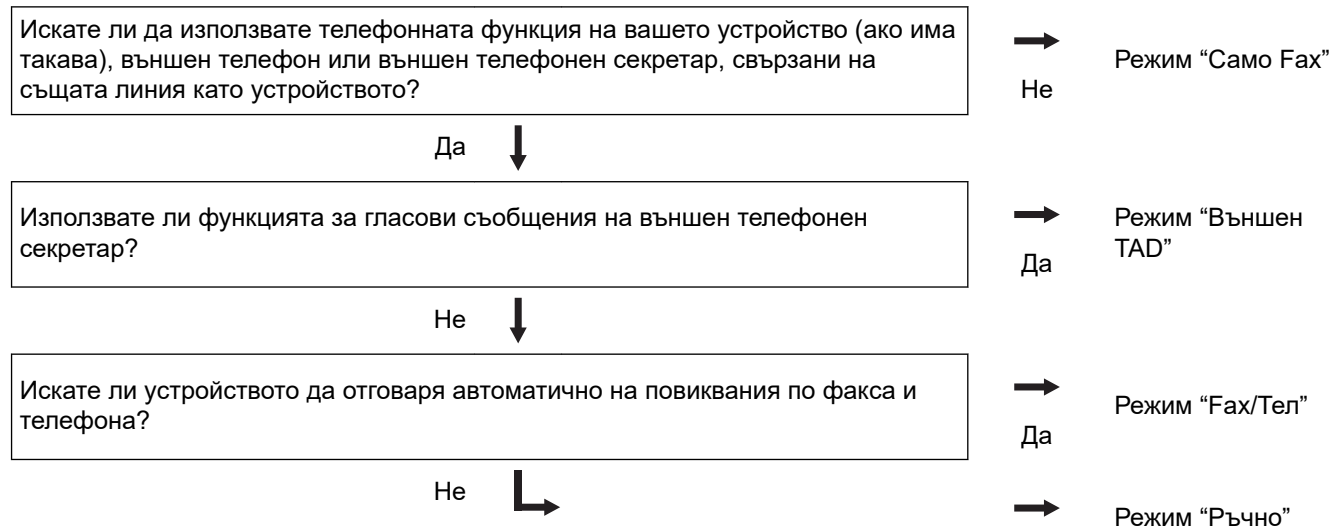 Искате ли да използвате телефонната функция на вашето устройство (ако има
такава), външен телефон или външен телефонен секретар, свързани на
същата линия като устройството?
Не
Режим “Само Fax”
Да
Използвате ли функцията за гласови съобщения на външен телефонен
секретар?
Да
Режим “Външен
TAD”
Не
Искате ли устройството да отговаря автоматично на повиквания по факса и
телефона?
Да
Режим “Fax/Тел”
Не
Режим “Ръчно”